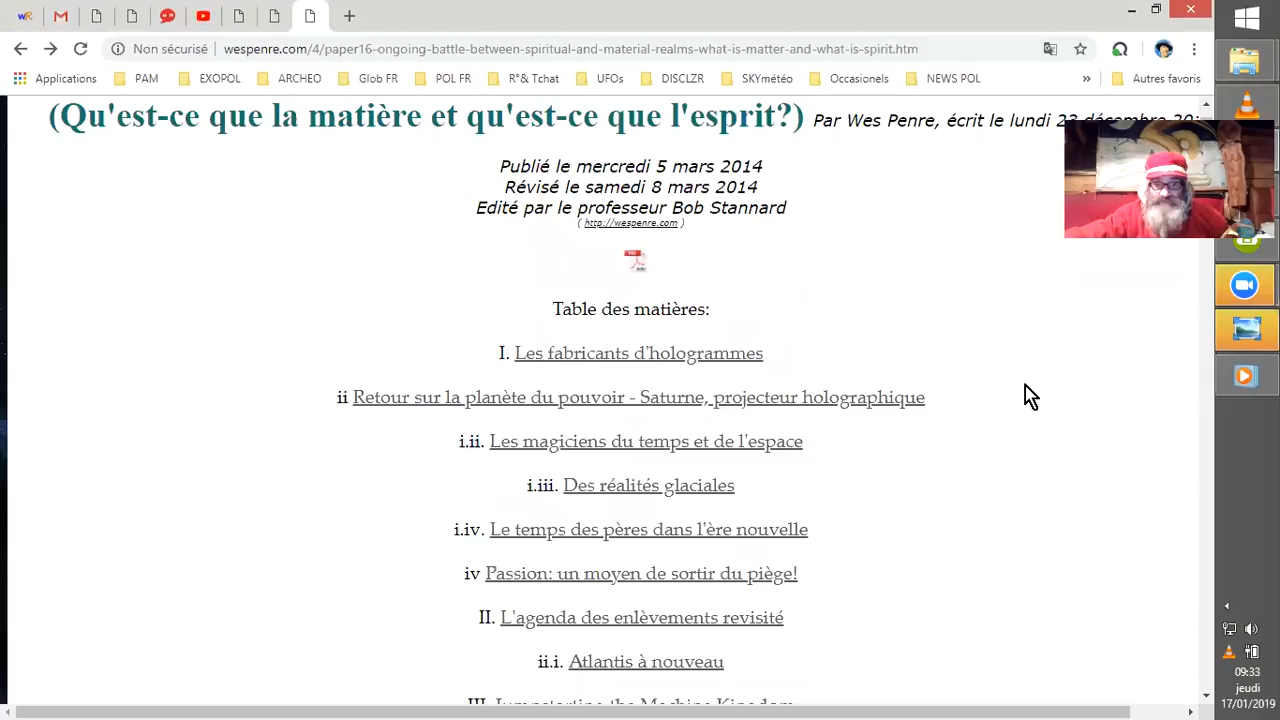 Non sécurisé
wespenre.com/4/paper16-ongoing-battle-between-spiritual-and-material-realms-what-is-matter-and-what-is-spirit.htm
Applications PAM EXOPOL ARCHEO Glob FR POL FR R°& Tchat UFOs DISCLZR SKYmétéo Occasionels NEWS POL » Autres favoris
(Qu'est-ce que la matière et qu'est-ce que l'esprit?) Par Wes Penre, écrit le lundi 23 décembre
Publié le mercredi 5 mars 2014
Révisé le samedi 8 mars 2014
Edité par le professeur Bob Stannard
( http://wespenre.com )
Table des matières:
I. Les fabricants d'hologrammes
ii Retour sur la planète du pouvoir - Saturne, projecteur holographique
i.ii. Les magiciens du temps et de l'espace
i.iii. Des réalités glaciales
i.iv. Le temps des pères dans l'ère nouvelle
iv Passion: un moyen de sortir du piège!
II. L'agenda des enlèvements revisité
ii.i. Atlantis à nouveau
III. Jumpstarting the Machine Kingdom
09:33
jeudi
17/01/2019